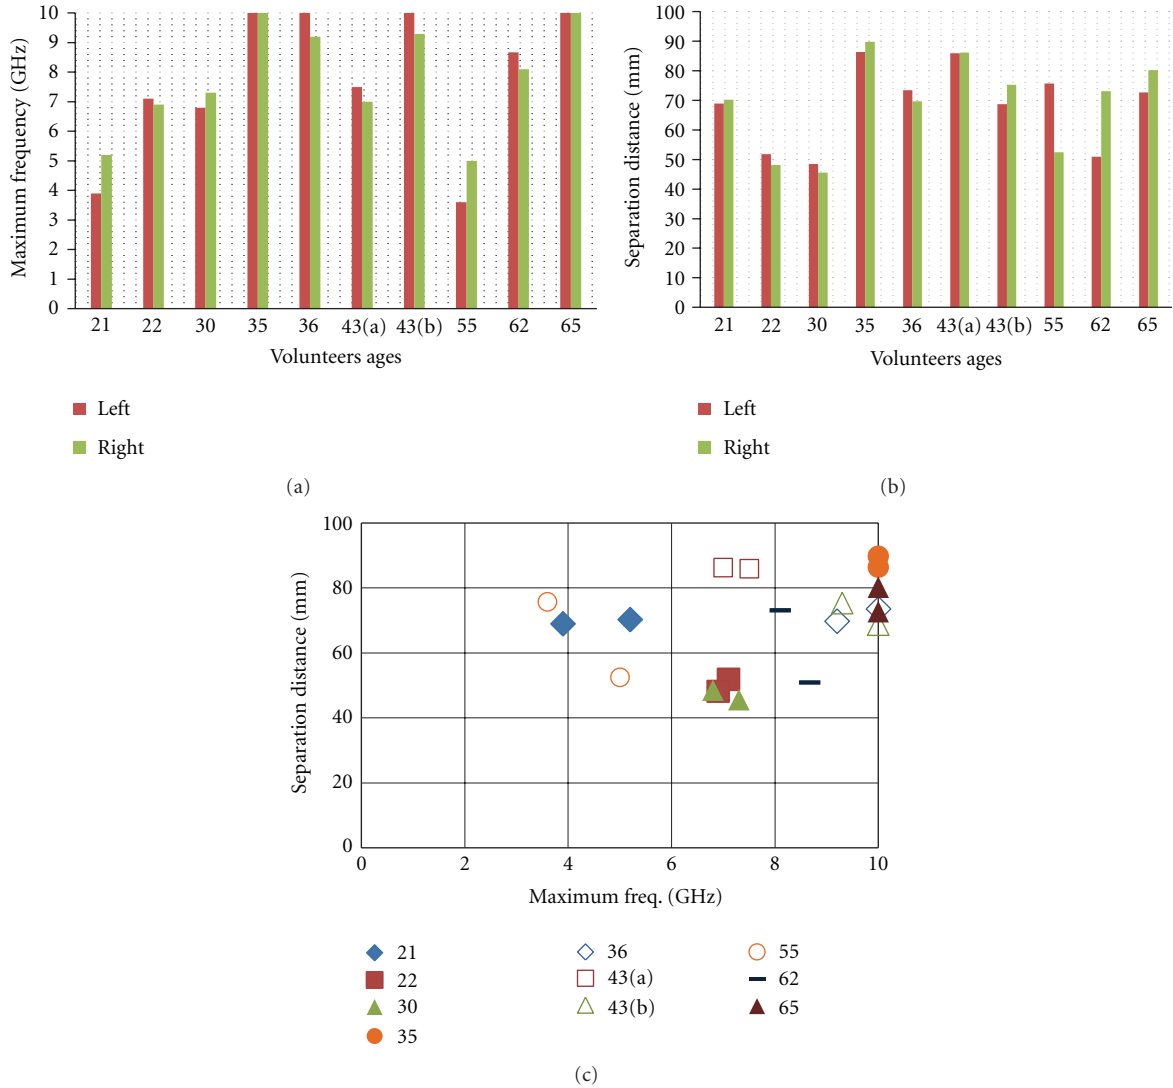 10
9
8
7
6
5
4
3
2
1
0
Maximum frequency (GHz)
21 22 30 35 36 43(a) 43(b) 55 62 65
Volunteers ages
Left
Right
(a)
100
90
80
70
60
50
40
30
20
10
0
Separation distance (mm)
21 22 30 35 36 43(a) 43(b) 55 62 65
Volunteers ages
Left
Right
(b)
100
80
60
40
20
0
Separation distance (mm)
0 2 4 6 8 10
Maximum freq. (GHz)
21 36 55
22 43(a) 62
30 43(b) 65
35
(c)